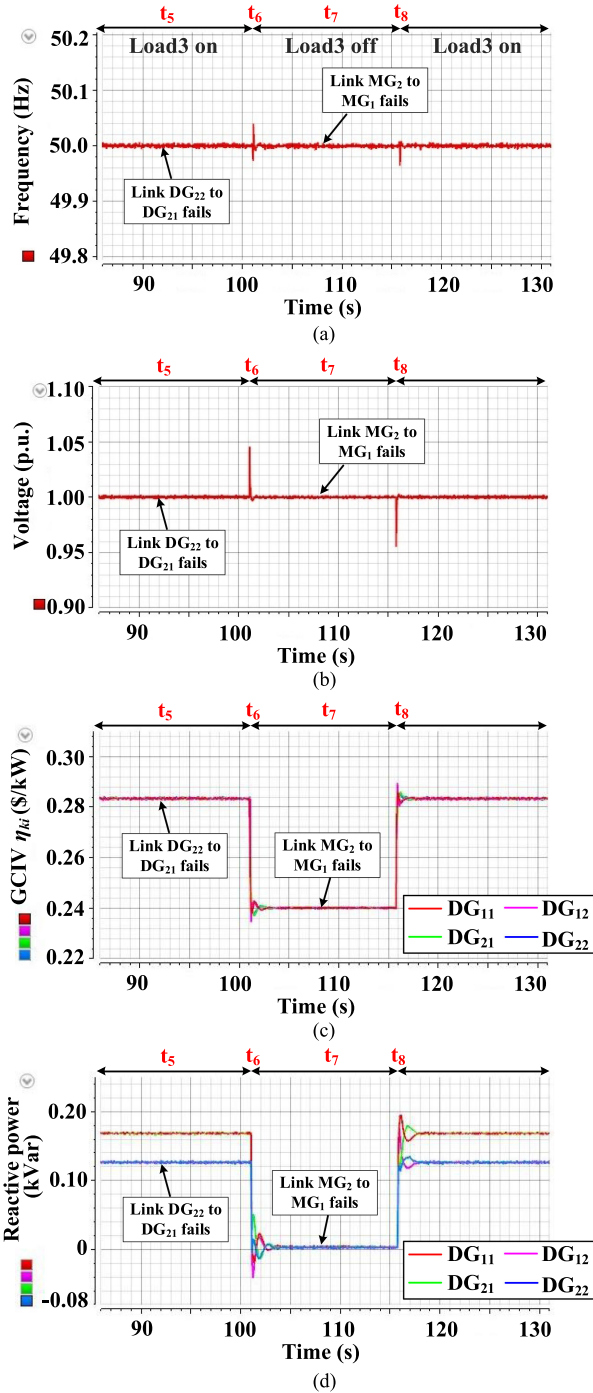 t5 t6 t7 t8
50.2 Load3 on Load3 off Load3 on
Link MG2 to
MG1 fails
50.1
50.0
Link DG22 to
DG21 fails
49.9
49.8
Frequency (Hz)
90 100 110 120 130
Time (s)
(a)
t5 t6 t7 t8
1.10
Link MG2 to
MG1 fails
1.05
1.00
Link DG22 to
DG21 fails
0.95
0.90
Voltage (p.u.)
90 100 110 120 130
Time (s)
(b)
t5 t6 t7 t8
0.30
0.28
Link DG22 to
DG21 fails
Link MG2 to
MG1 fails
0.26
0.24
0.22
GCIV ηki ($/kW)
DG11 DG12
DG21 DG22
90 100 110 120 130
Time (s)
(c)
t5 t6 t7 t8
0.20
0.10
Link DG22 to
DG21 fails
Link MG2 to
MG1 fails
0
-0.08
Reactive power
(kVar)
DG11 DG12
DG21 DG22
90 100 110 120 130
Time (s)
(d)